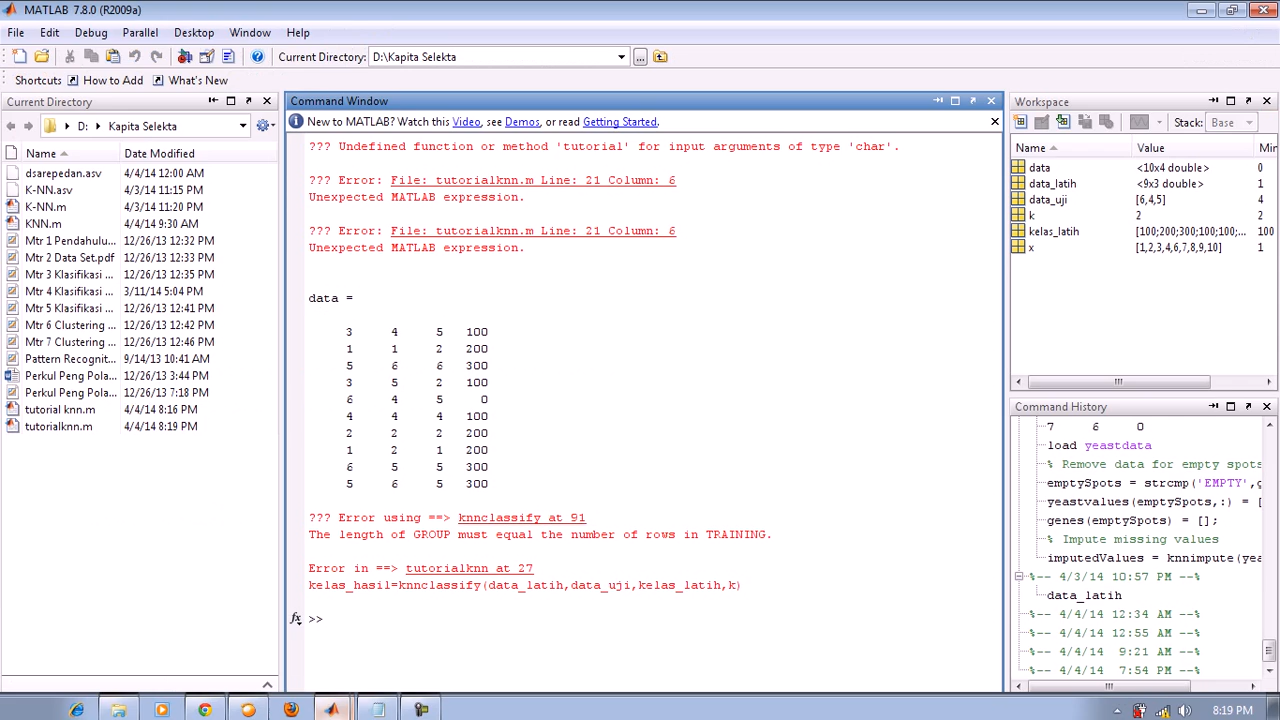 MATLAB 7.8.0 (R2009a)
File Edit Debug Parallel Desktop Window Help
Current Directory: D:\Kapita Selekta
Shortcuts How to Add What's New
Current Directory
D: Kapita Selekta
Name Date Modified
dsarepedan.asv 4/4/14 12:00 AM
K-NN.asv 4/3/14 11:15 PM
K-NN.m 4/3/14 11:20 PM
KNN.m 4/4/14 9:30 AM
Mtr 1 Pendahulu... 12/26/13 12:32 PM
Mtr 2 Data Set.pdf 12/26/13 12:33 PM
Mtr 3 Klasifikasi ... 12/26/13 12:35 PM
Mtr 4 Klasifikasi ... 3/11/14 5:04 PM
Mtr 5 Klasifikasi ... 12/26/13 12:41 PM
Mtr 6 Clustering ... 12/26/13 12:42 PM
Mtr 7 Clustering ... 12/26/13 12:42 PM
Pattern Recognit... 9/14/13 10:41 AM
Perkul Peng Pola... 12/26/13 3:44 PM
Perkul Peng Pola... 12/26/13 7:18 PM
tutorial knn.m 4/4/14 8:16 PM
tutorialknn.m 4/4/14 8:19 PM
Command Window
New to MATLAB? Watch this Video, see Demos, or read Getting Started.
??? Undefined function or method 'tutorial' for input arguments of type 'char'.
??? Error: File: tutorialknn.m Line: 21 Column: 6
Unexpected MATLAB expression.
??? Error: File: tutorialknn.m Line: 21 Column: 6
Unexpected MATLAB expression.
data =
3 4 5 100
1 1 2 200
5 6 6 300
3 5 2 100
6 4 5 0
4 4 4 100
2 2 2 200
1 2 1 200
6 5 5 300
5 6 5 300
??? Error using ==> knnclassify at 91
The length of GROUP must equal the number of rows in TRAINING.
Error in ==> tutorialknn at 27
kelas_hasil=knnclassify(data_latih,data_uji,kelas_latih,k)
fx >>
Workspace
Stack: Base
Name Value Min
data <10x4 double> 0
data_latih <9x3 double> 1
data_uji [6,4,5] 4
k 2 2
kelas_latih [100;200;300;100;100;... 100
x [1,2,3,4,6,7,8,9,10] 1
Command History
7 6 0
load yeastdata
% Remove data for empty spots
emptySpots = strcmp('EMPTY',g
yeastvalues(emptySpots,:) = [
genes(emptySpots) = [];
% Impute missing values
imputedValues = knnimpute(yea
%-- 4/3/14 10:57 PM --%
data_latih
%-- 4/4/14 12:34 AM --%
%-- 4/4/14 12:55 AM --%
%-- 4/4/14 9:21 AM --%
%-- 4/4/14 7:54 PM --%
8:19 PM